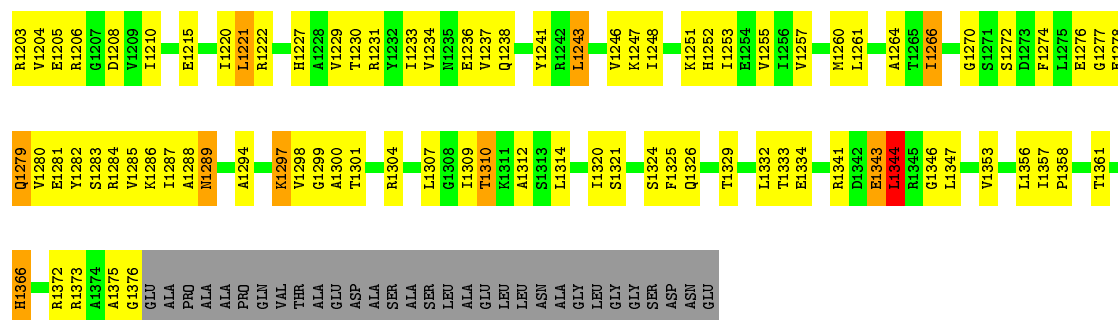 R1203 V1204 E1205 R1206 G1207 D1208 V1209 I1210 E1215 I1220 L1221 R1222 H1227 A1228 V1229 T1230 R1231 Y1232 I1233 V1234 N1235 E1236 V1237 Q1238 Y1241 R1242 L1243 V1246 K1247 I1248 K1251 H1252 I1253 E1254 V1255 I1256 V1257 M1260 L1261 A1264 T1265 I1266 G1270 S1271 S1272 D1273 F1274 L1275 E1276 G1277
Q1279 V1280 E1281 Y1282 S1283 R1284 V1285 K1286 I1287 A1288 N1289 A1294 K1297 V1298 G1299 A1300 T1301 R1304 L1307 G1308 I1309 T1310 K1311 A1312 S1313 L1314 I1320 S1321 S1324 F1325 Q1326 T1329 L1332 T1333 E1334 R1341 D1342 E1343 L1344 R1345 G1346 L1347 V1353 L1356 I1357 P1358 T1361
P1366 R1372 R1373 A1374 A1375 G1376 GLU ALA PRO ALA ALA PRO GLN VAL THR ALA GLU ASP ALA SER ALA SER LEU ALA GLU LEU LEU ASN ALA GLY LEU GLY GLY SER ASP ASN GLU